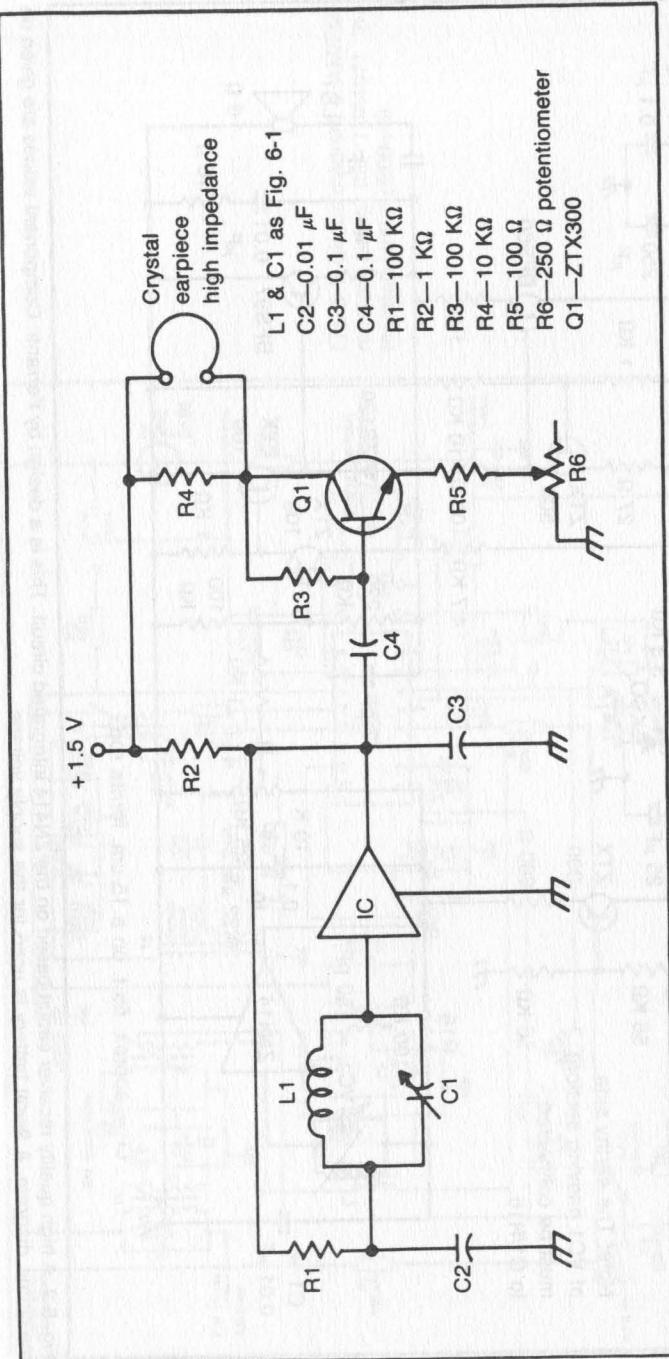 +1.5 V
Crystal
earpiece
high impedance
R4
R2
R3
Q1
C4
R5
R6
C3
IC
L1
C1
R1
C2
L1 & C1 as Fig. 6-1
C2—0.01 μF
C3—0.1 μF
C4—0.1 μF
R1—100 KΩ
R2—1 KΩ
R3—100 KΩ
R4—10 KΩ
R5—100 Ω
R6—250 Ω potentiometer
Q1—ZTX300